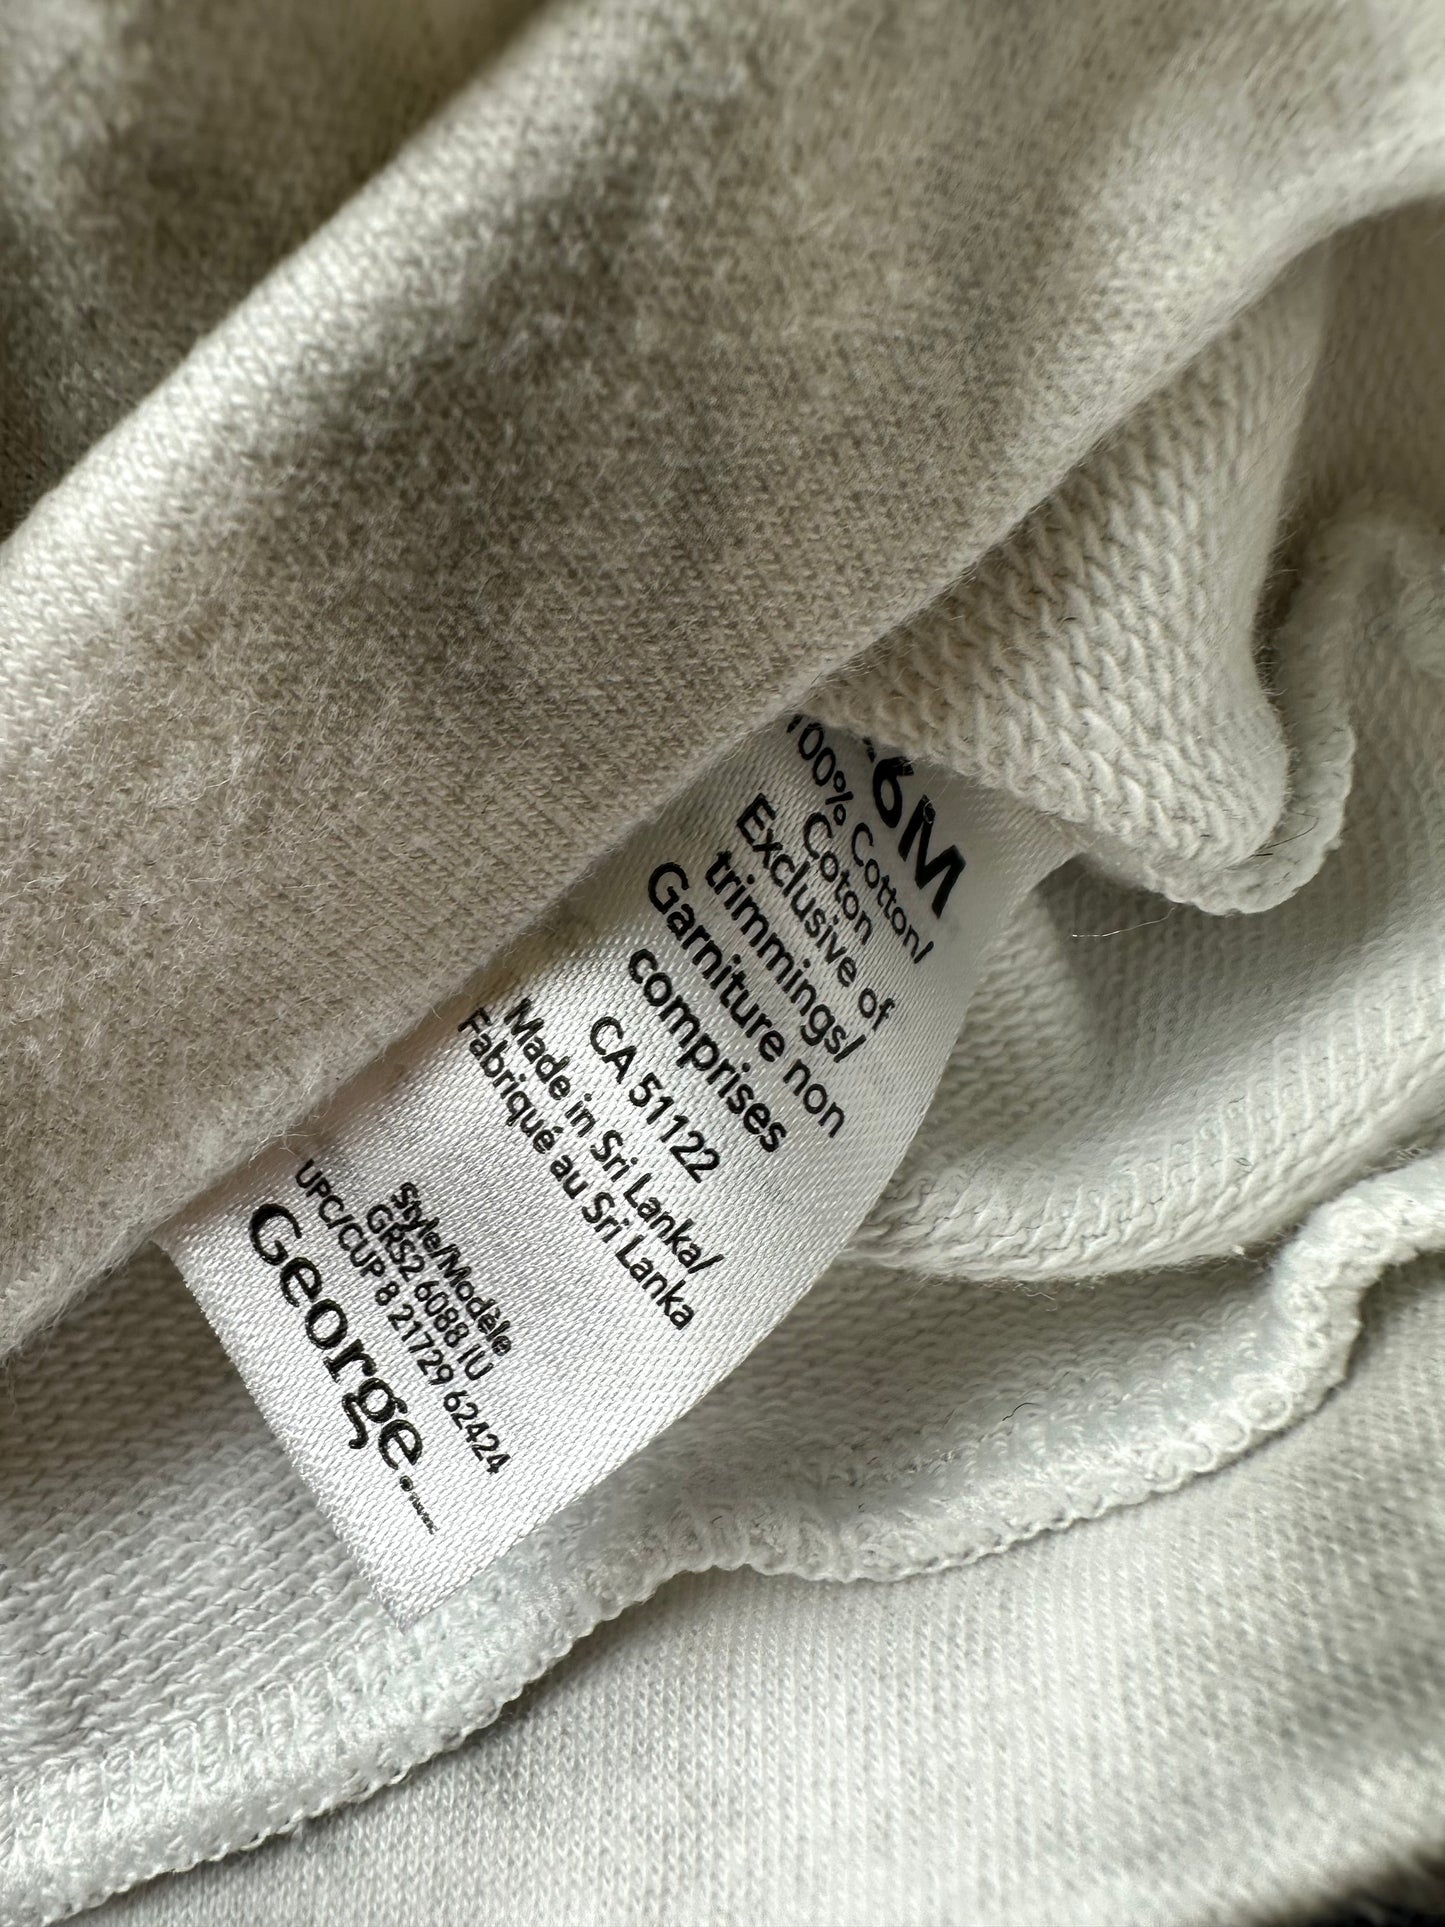 -6M
100% Cotton/
Coton
Exclusive of
trimmings/
Garniture non
comprises
CA 51122
Made in Sri Lanka/
Fabriqué au Sri Lanka
Style/Modèle
GRS2 6088 IU
UPC/CUP 8 21729 62424
George.